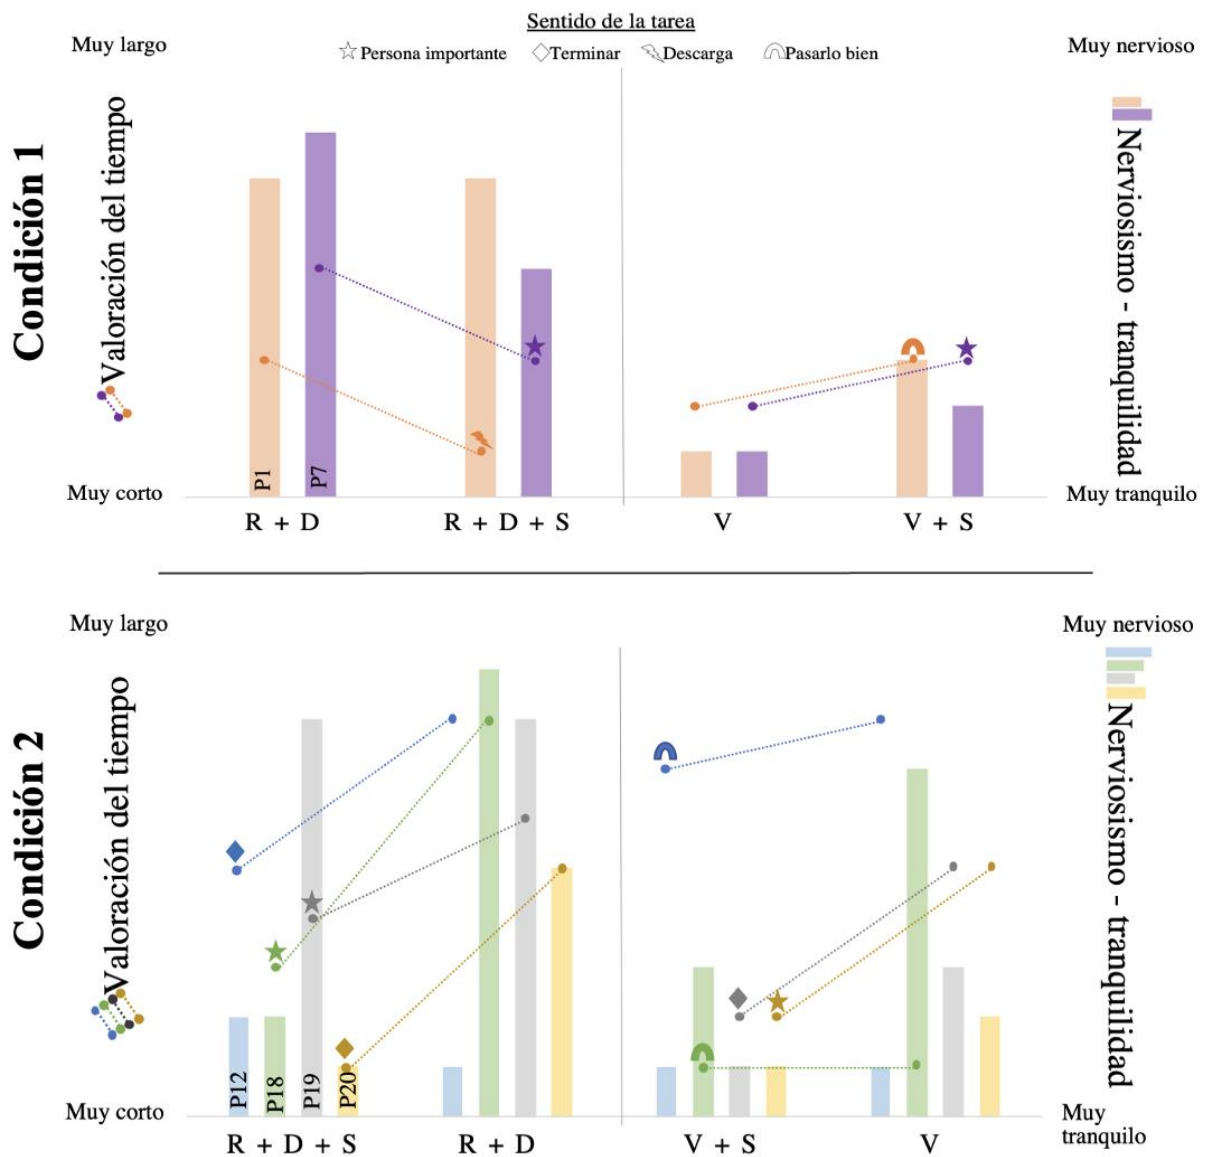 Sentido de la tarea
Muy largo
Muy nervioso
Persona importante
Terminar
Descarga
Pasarlo bien
Condición 1
Valoración del tiempo
Nerviosismo - tranquilidad
P1
P7
Muy corto
Muy tranquilo
R + D
R + D + S
V
V + S
Muy largo
Muy nervioso
Condición 2
Valoración del tiempo
Nerviosismo - tranquilidad
P12
P18
P19
P20
Muy corto
Muy
tranquilo
R + D + S
R + D
V + S
V